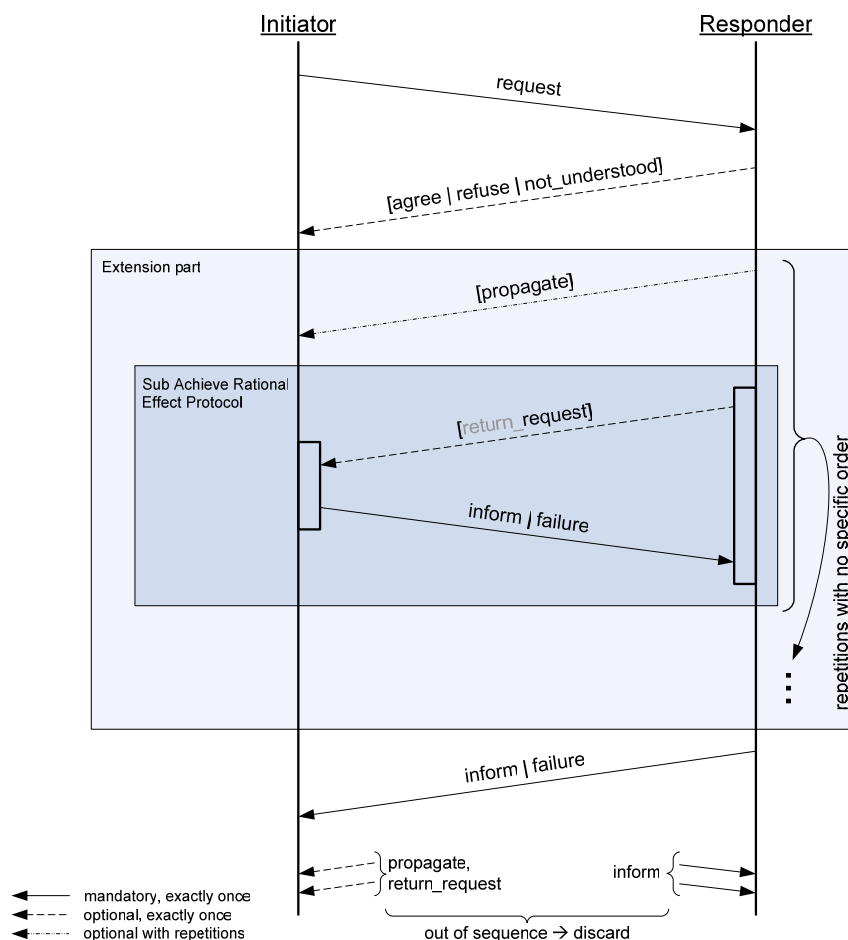 Initiator
Responder
request
[agree | refuse | not_understood]
Extension part
[propagate]
Sub Achieve Rational
Effect Protocol
[return_request]
inform | failure
repetitions with no specific order
inform | failure
propagate,
return_request
inform
mandatory, exactly once
optional, exactly once
optional with repetitions
out of sequence → discard